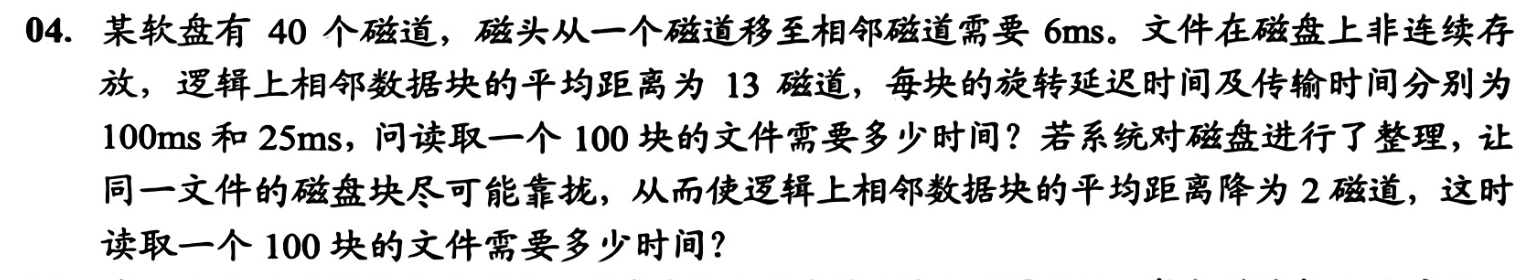 04. 某软盘有 40 个磁道，磁头从一个磁道移至相邻磁道需要 6ms。文件在磁盘上非连续存
放，逻辑上相邻数据块的平均距离为 13 磁道，每块的旋转延迟时间及传输时间分别为
100ms 和 25ms，问读取一个 100 块的文件需要多少时间？若系统对磁盘进行了整理，让
同一文件的磁盘块尽可能靠拢，从而使逻辑上相邻数据块的平均距离降为 2 磁道，这时
读取一个 100 块的文件需要多少时间？